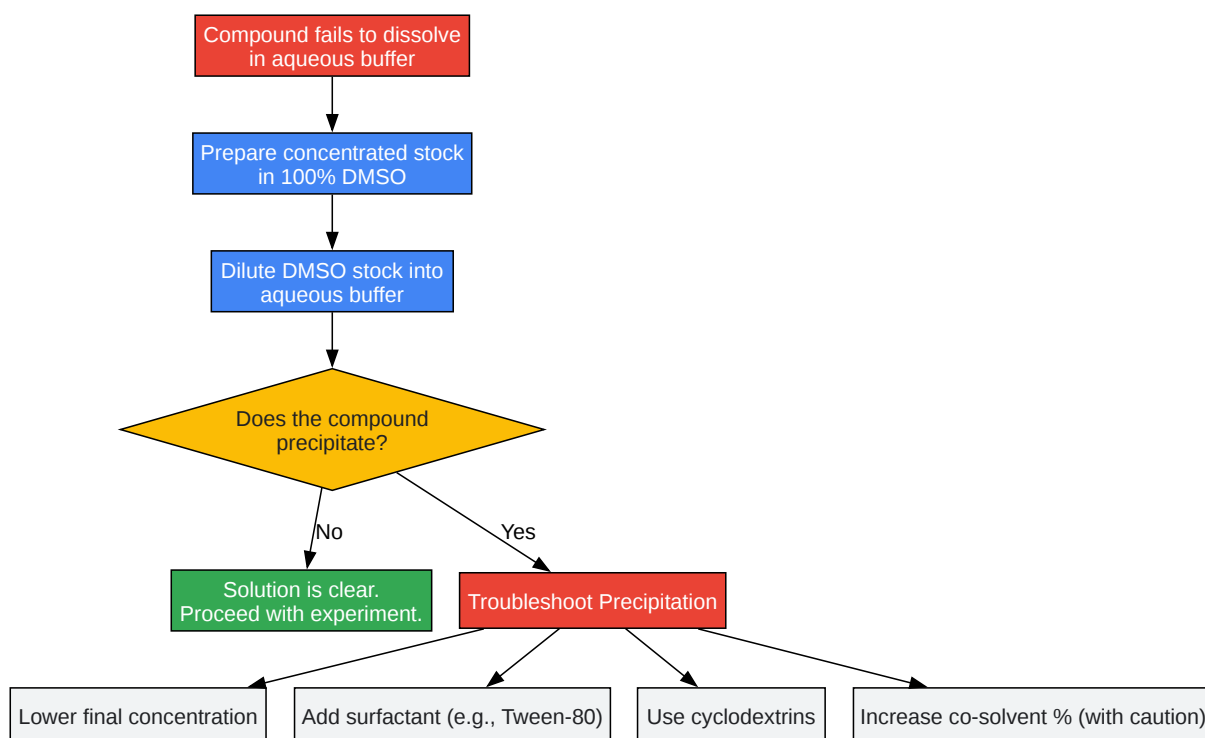 Compound fails to dissolve
in aqueous buffer
Prepare concentrated stock
in 100% DMSO
Dilute DMSO stock into
aqueous buffer
Does the compound
precipitate?
No
Yes
Solution is clear.
Proceed with experiment.
Troubleshoot Precipitation
Lower final concentration
Add surfactant (e.g., Tween-80)
Use cyclodextrins
Increase co-solvent % (with caution)